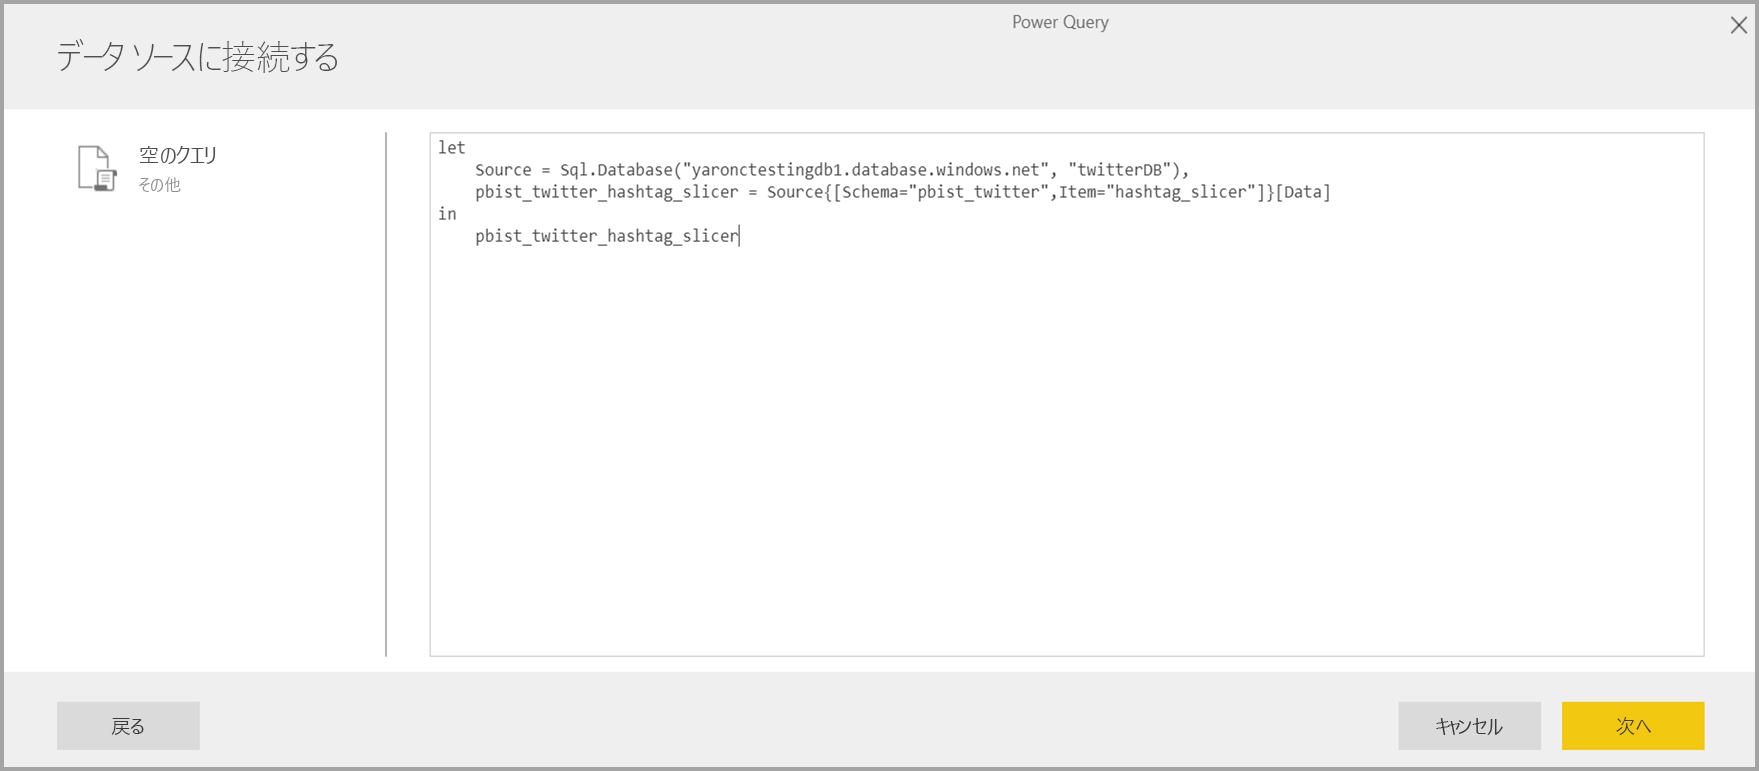 Power Query
データ ソースに接続する
空のクエリ
その他
let
    Source = Sql.Database("yaronctestingdb1.database.windows.net", "twitterDB"),
    pbist_twitter_hashtag_slicer = Source{[Schema="pbist_twitter",Item="hashtag_slicer"]}[Data]
in
    pbist_twitter_hashtag_slicer
戻る
キャンセル
次へ